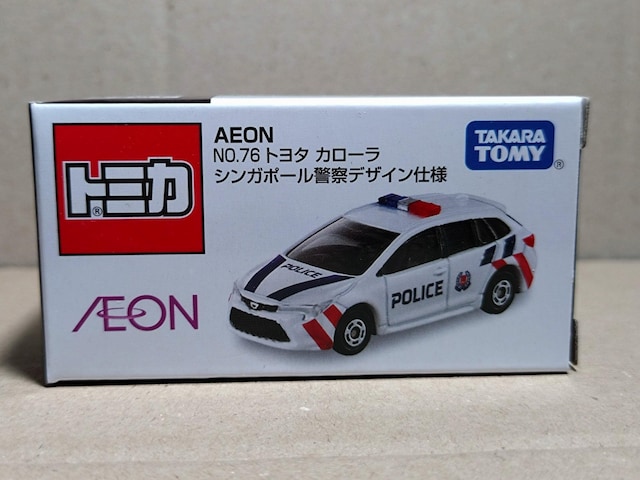 AEON
NO.76 トヨタ カローラ
シンガポール警察デザイン仕様
TAKARA
TOMY®
トミカ®
POLICE
POLICE
ÆON